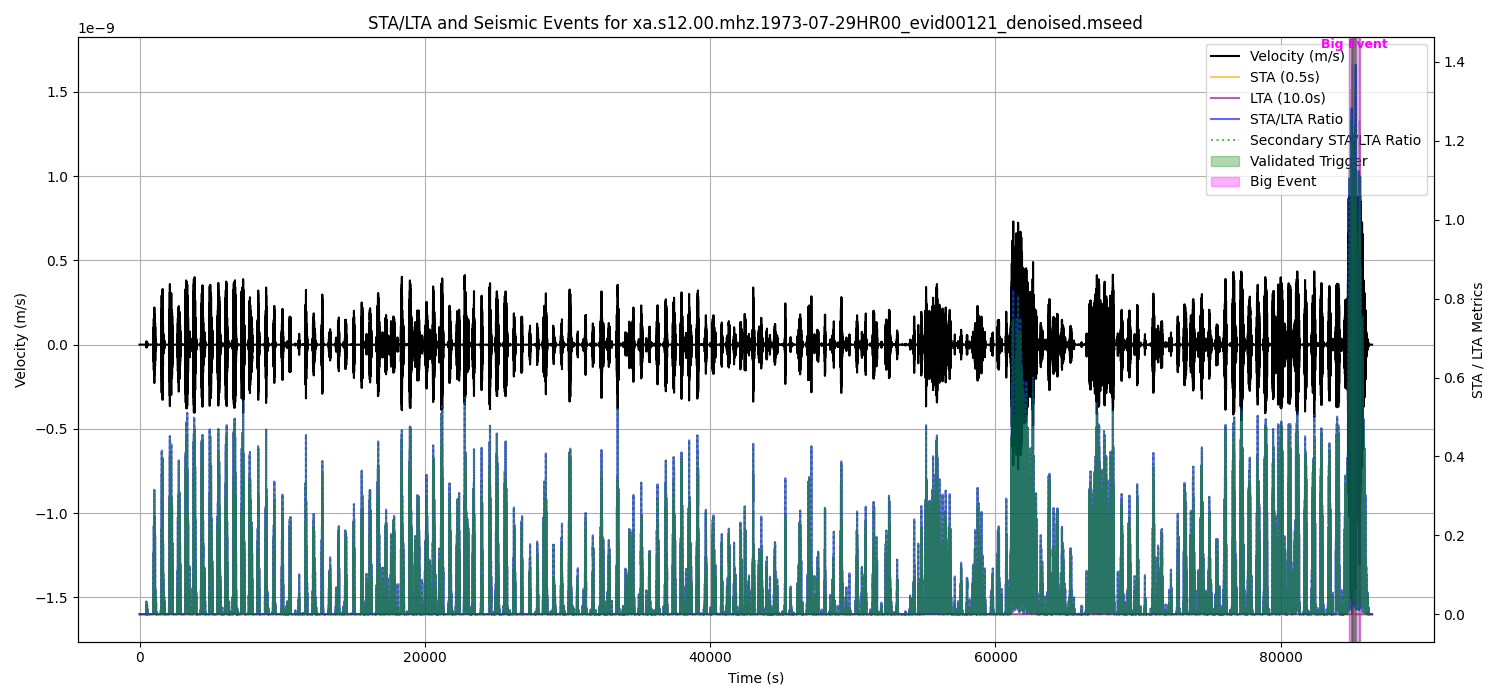 STA/LTA and Seismic Events for xa.s12.00.mhz.1973-07-29HR00_evid00121_denoised.mseed
1e−9
Big Event
Velocity (m/s)
STA (0.5s)
LTA (10.0s)
STA/LTA Ratio
Secondary STA/LTA Ratio
Validated Trigger
Big Event
1.5
1.0
0.5
0.0
−0.5
−1.0
−1.5
Velocity (m/s)
1.4
1.2
1.0
0.8
0.6
0.4
0.2
0.0
STA / LTA Metrics
0
20000
40000
60000
80000
Time (s)